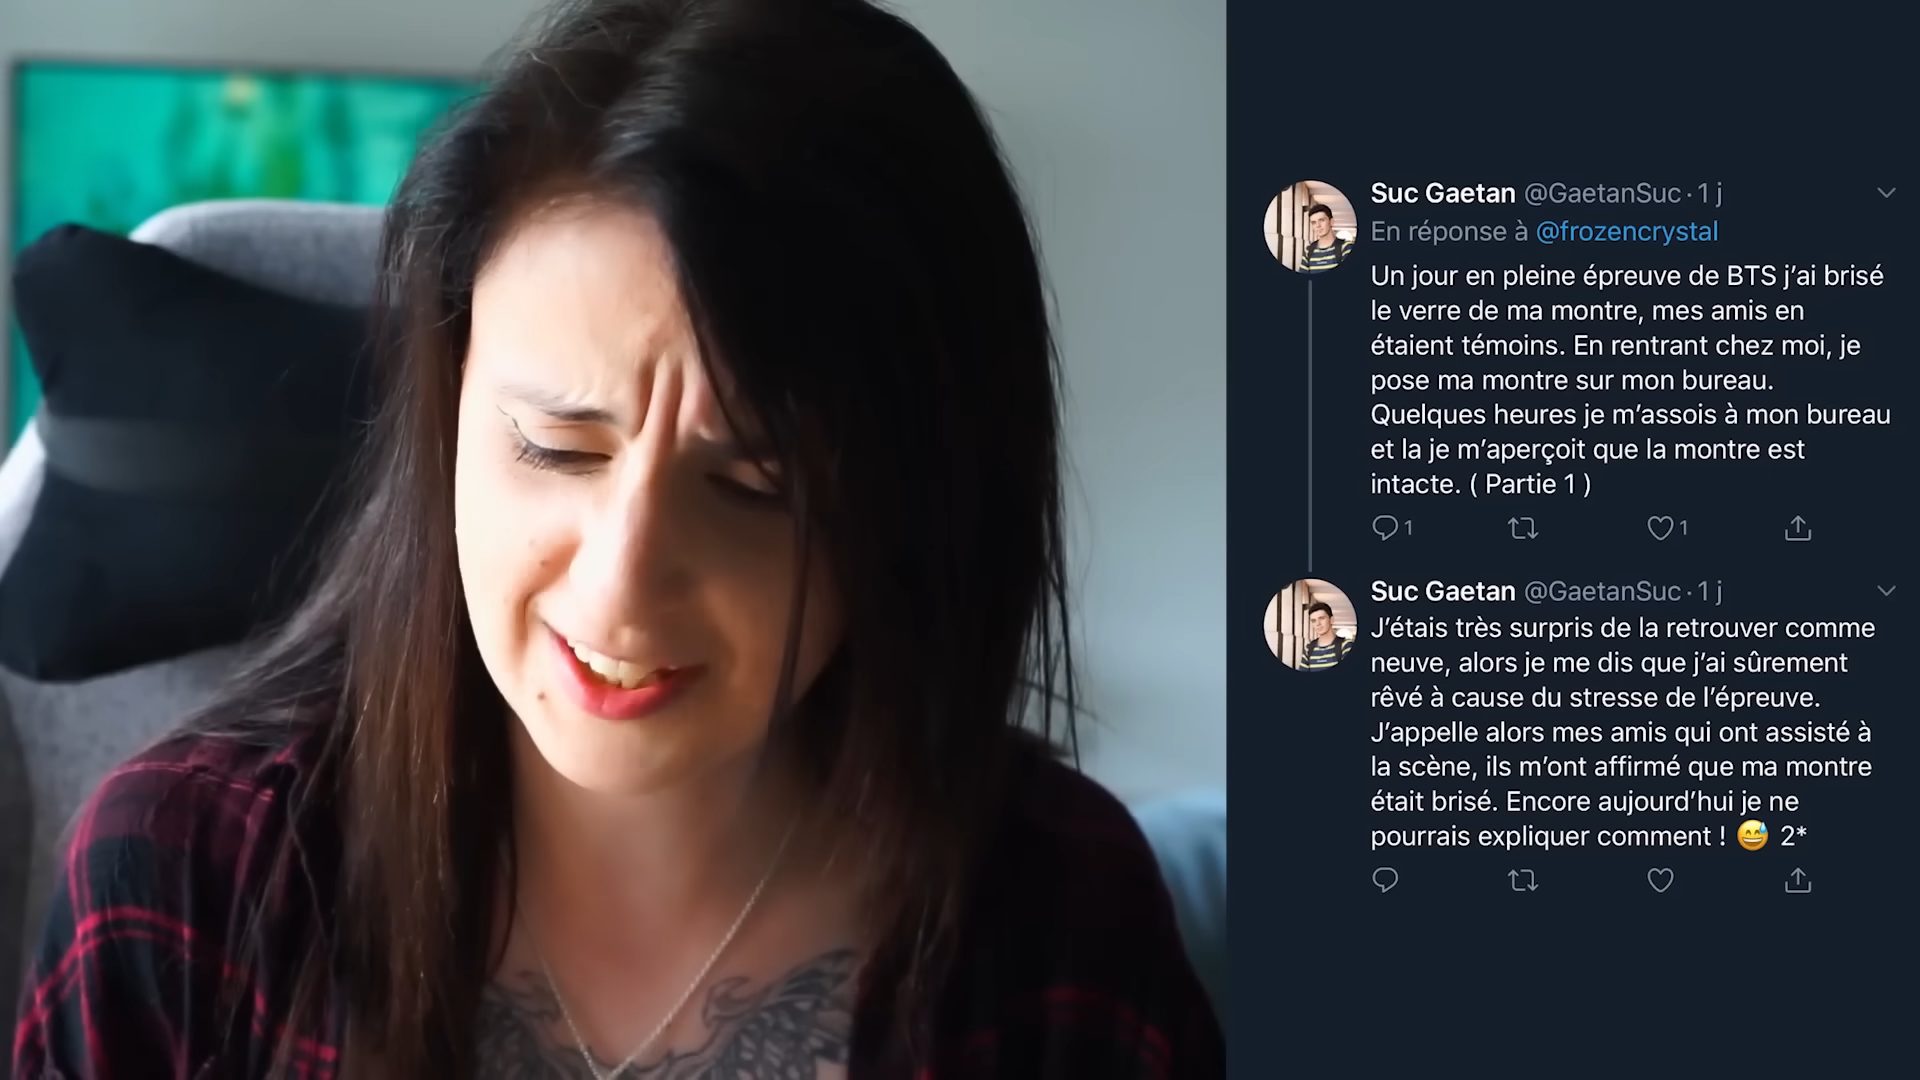 Suc Gaetan @GaetanSuc · 1 j
En réponse à @frozencrystal
Un jour en pleine épreuve de BTS j'ai brisé
le verre de ma montre, mes amis en
étaient témoins. En rentrant chez moi, je
pose ma montre sur mon bureau.
Quelques heures je m'assois à mon bureau
et la je m'aperçoit que la montre est
intacte. ( Partie 1 )
1 1
Suc Gaetan @GaetanSuc · 1 j
J'étais très surpris de la retrouver comme
neuve, alors je me dis que j'ai sûrement
rêvé à cause du stresse de l'épreuve.
J'appelle alors mes amis qui ont assisté à
la scène, ils m'ont affirmé que ma montre
était brisé. Encore aujourd'hui je ne
pourrais expliquer comment ! 😅 2*